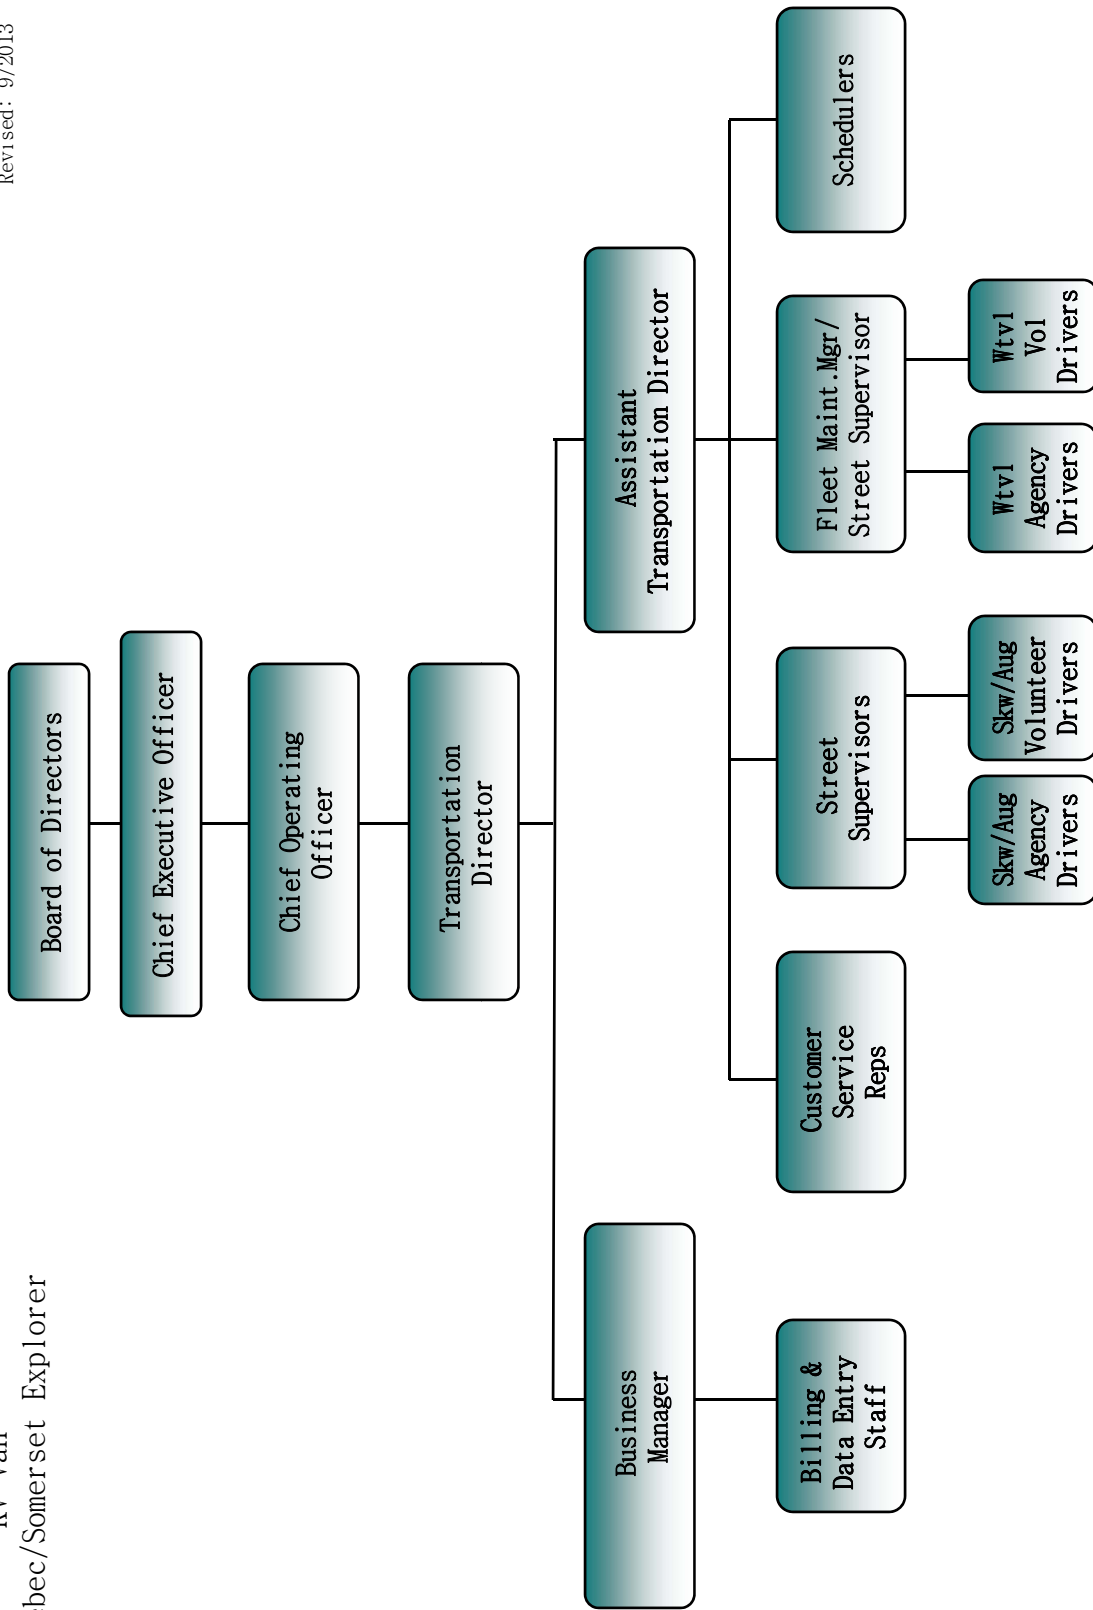 KV Van
ebec/Somerset Explorer
Revised: 9/2013
Board of Directors
Chief Executive Officer
Chief Operating
Officer
Transportation
Director
Business
Manager
Assistant
Transportation Director
Billing &
Data Entry
Staff
Customer
Service
Reps
Street
Supervisors
Fleet Maint.Mgr/
Street Supervisor
Schedulers
Skw/Aug
Agency
Drivers
Skw/Aug
Volunteer
Drivers
Wtvl
Agency
Drivers
Wtvl
Vol
Drivers